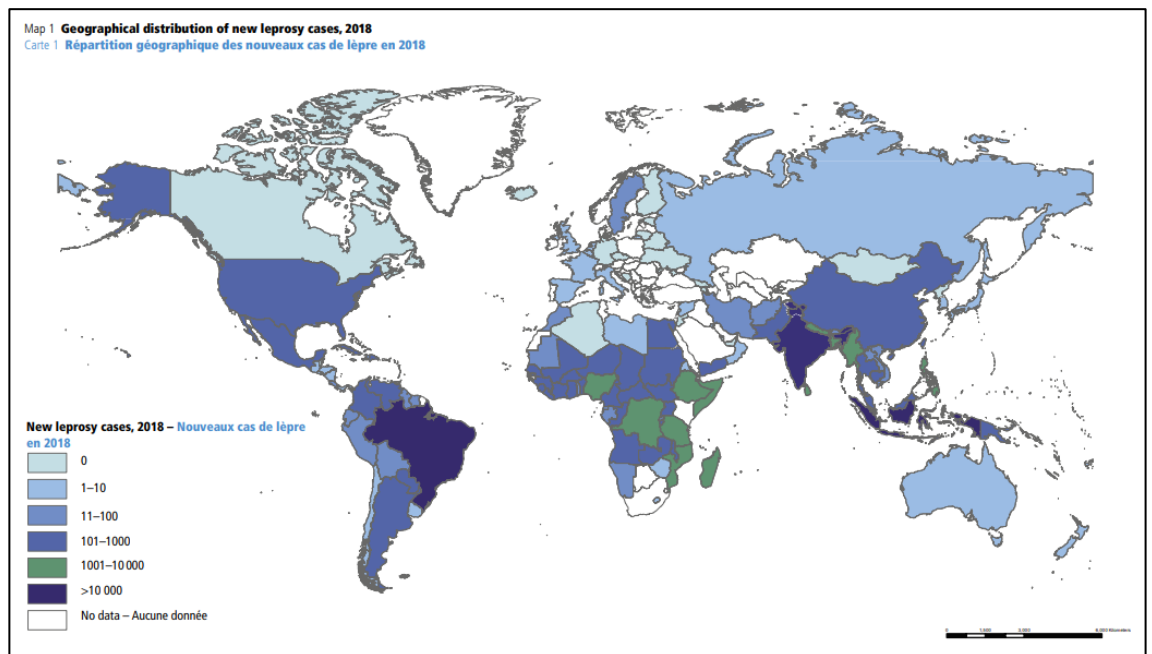 Map 1 Geographical distribution of new leprosy cases, 2018
Carte 1 Répartition géographique des nouveaux cas de lèpre en 2018
New leprosy cases, 2018 – Nouveaux cas de lèpre
en 2018
0
1–10
11–100
101–1000
1001–10 000
>10 000
No data – Aucune donnée